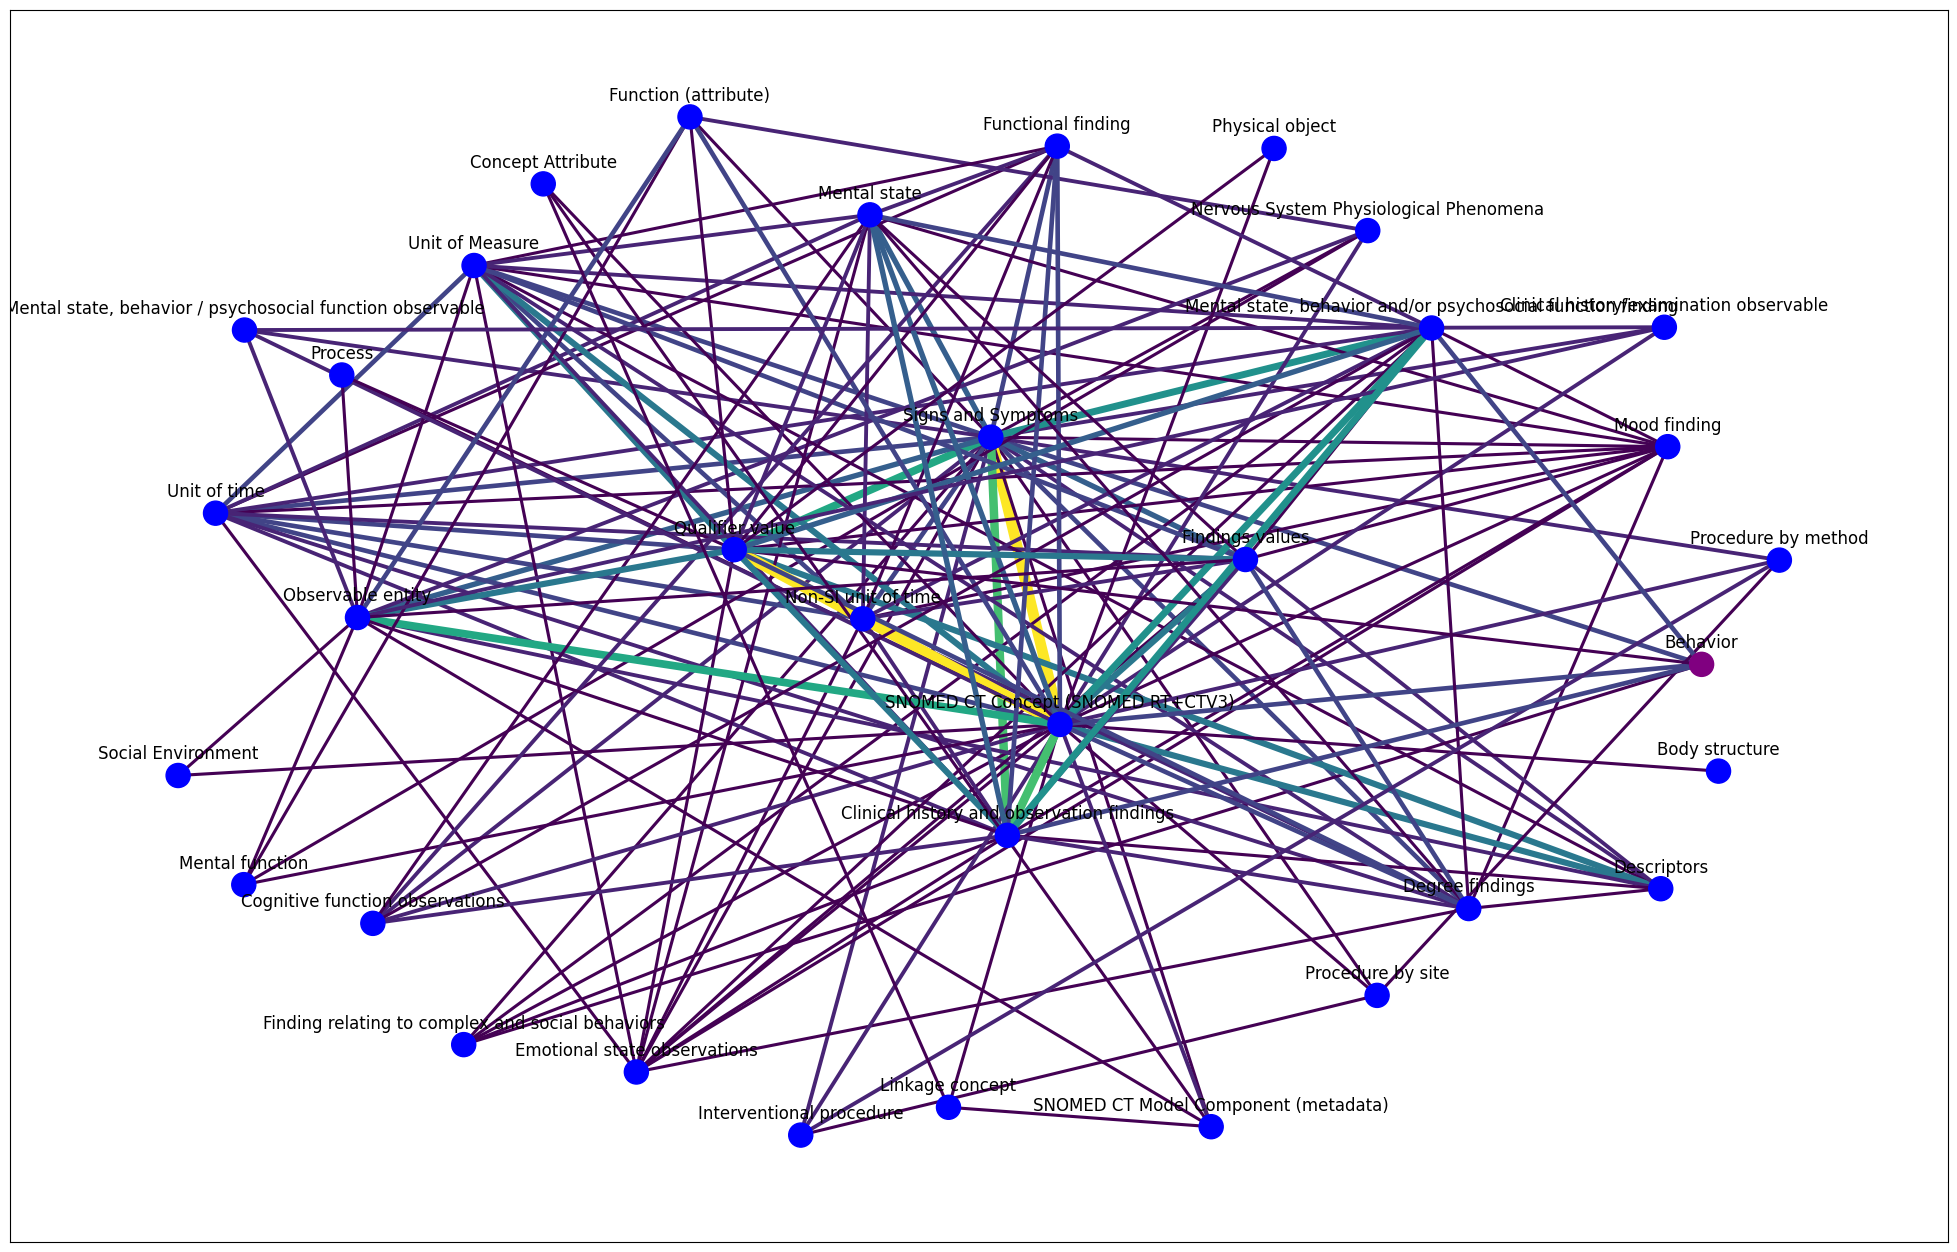 Function (attribute)
Functional finding
Physical object
Concept Attribute
Mental state
Nervous System Physiological Phenomena
Unit of Measure
Mental state, behavior / psychosocial function observable
Mental state, behavior and/or psychosocial function finding
Clinical history/examination observable
Process
Signs and Symptoms
Mood finding
Unit of time
Qualifier value
Findings values
Procedure by method
Observable entity
Non-SI unit of time
Behavior
SNOMED CT Concept (SNOMED RT+CTV3)
Social Environment
Body structure
Clinical history and observation findings
Mental function
Descriptors
Degree findings
Cognitive function observations
Procedure by site
Finding relating to complex and social behaviors
Emotional state observations
Linkage concept
SNOMED CT Model Component (metadata)
Interventional procedure